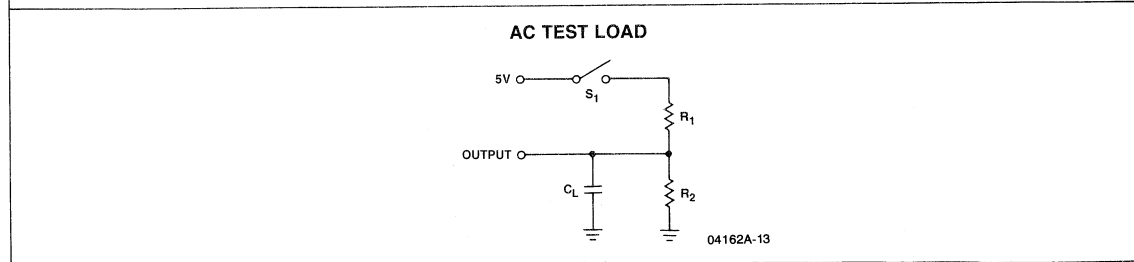 AC TEST LOAD
5V
S1
R1
OUTPUT
CL
R2
04162A-13